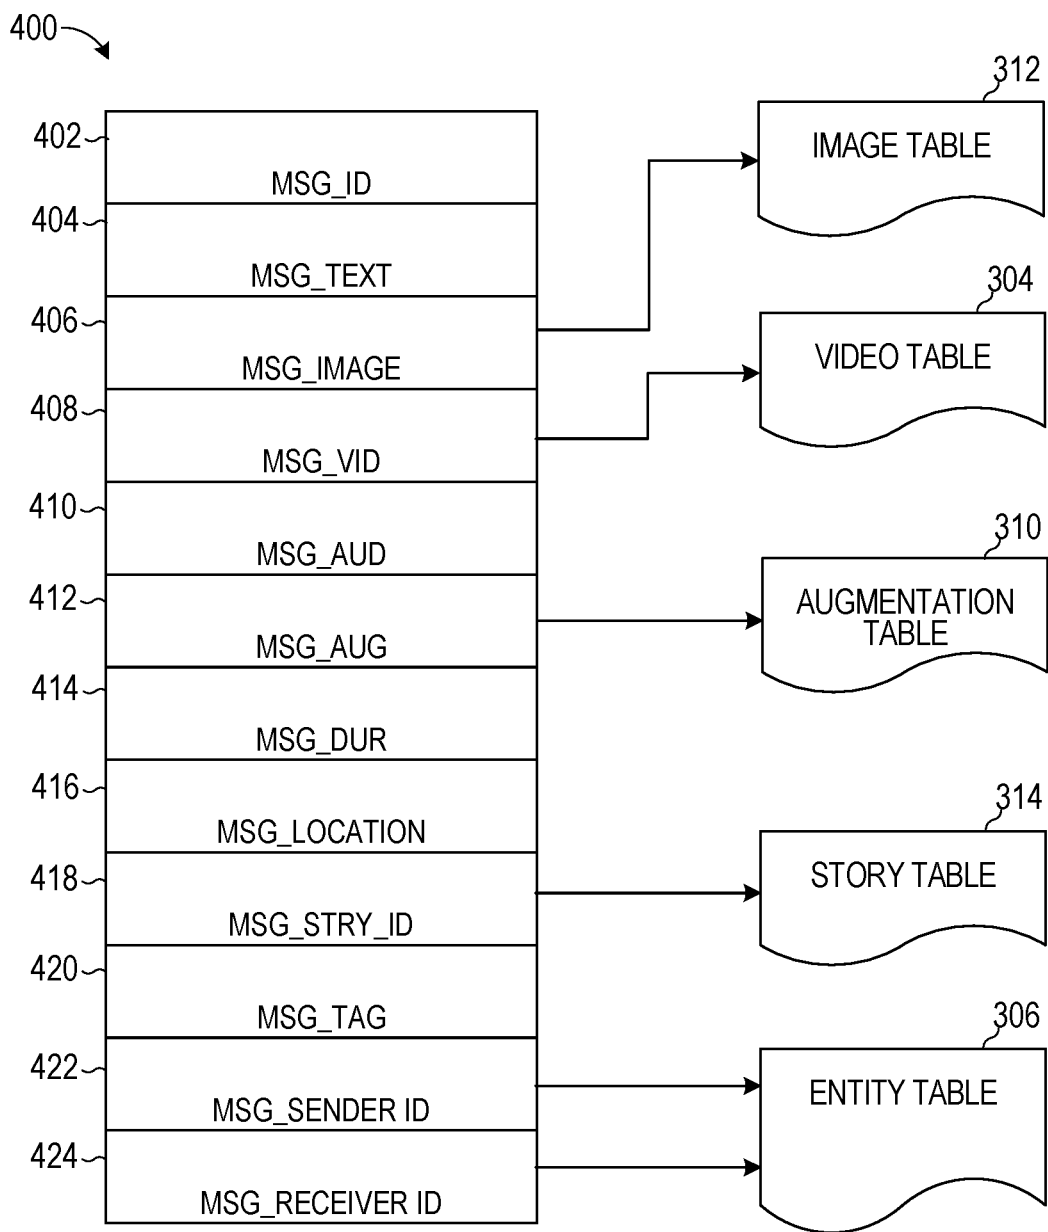 400
402
MSG_ID
404
MSG_TEXT
406
MSG_IMAGE
408
MSG_VID
410
MSG_AUD
412
MSG_AUG
414
MSG_DUR
416
MSG_LOCATION
418
MSG_STRY_ID
420
MSG_TAG
422
MSG_SENDER ID
424
MSG_RECEIVER ID
312
IMAGE TABLE
304
VIDEO TABLE
310
AUGMENTATION
TABLE
314
STORY TABLE
306
ENTITY TABLE